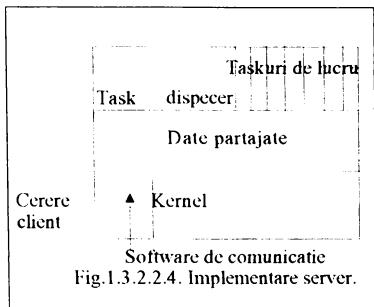 Taskuri de lucru
Task dispecer
Date partajate
Cerere client
Kernel
Software de comunicatie
Fig.1.3.2.2.4. Implementare server.